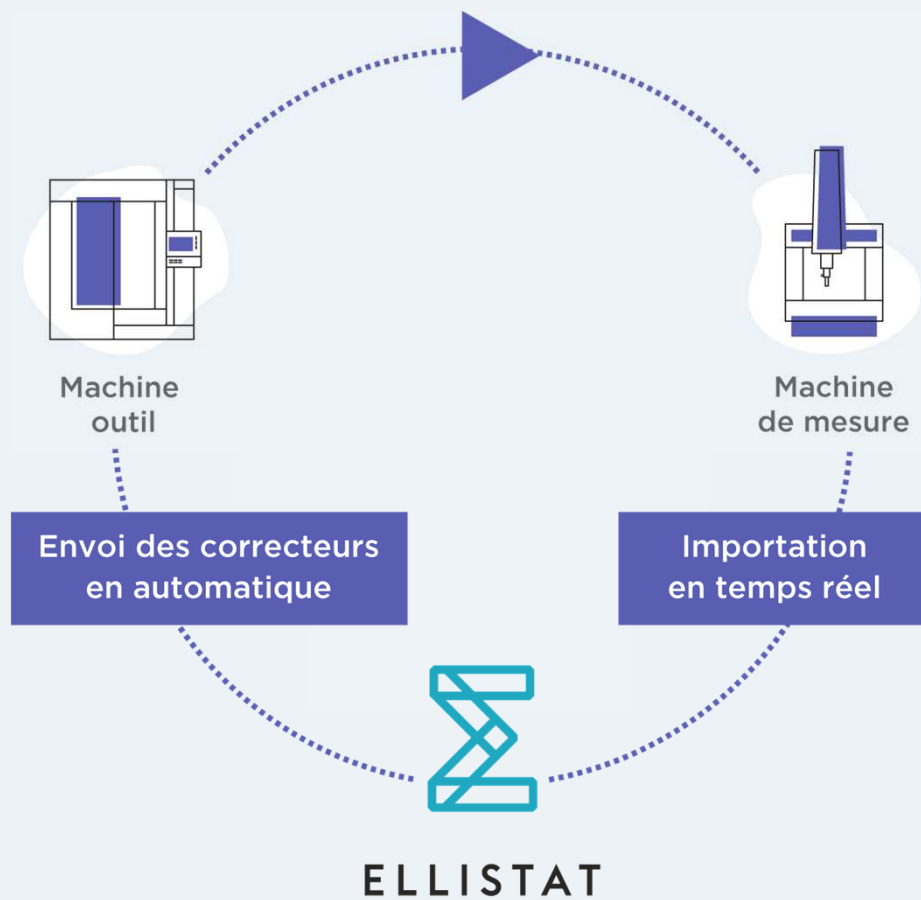 Machine
outil
Machine
de mesure
Envoi des correcteurs
en automatique
Importation
en temps réel
ELLISTAT